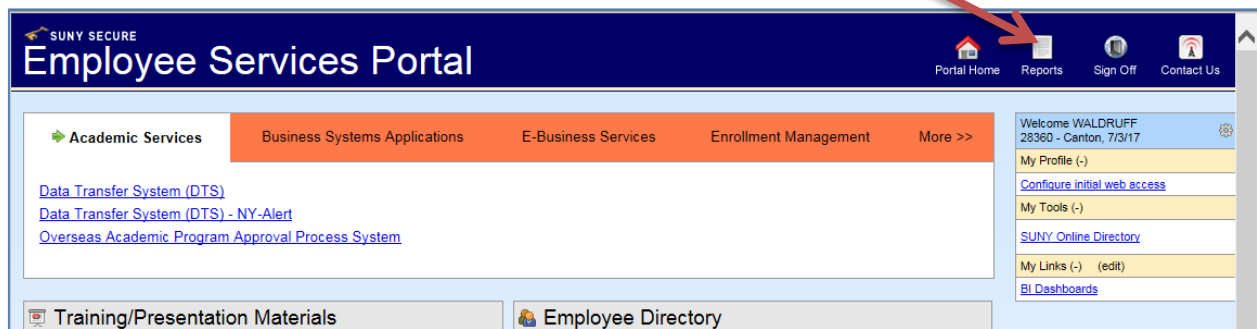 SUNY SECURE
Employee Services Portal
Portal Home Reports Sign Off Contact Us
Academic Services Business Systems Applications E-Business Services Enrollment Management More >>
Data Transfer System (DTS)
Data Transfer System (DTS) - NY-Alert
Overseas Academic Program Approval Process System
Welcome WALDRUFF
28360 - Canton, 7/3/17
My Profile (-)
Configure initial web access
My Tools (-)
SUNY Online Directory
My Links (-) (edit)
BI Dashboards
Training/Presentation Materials
Employee Directory